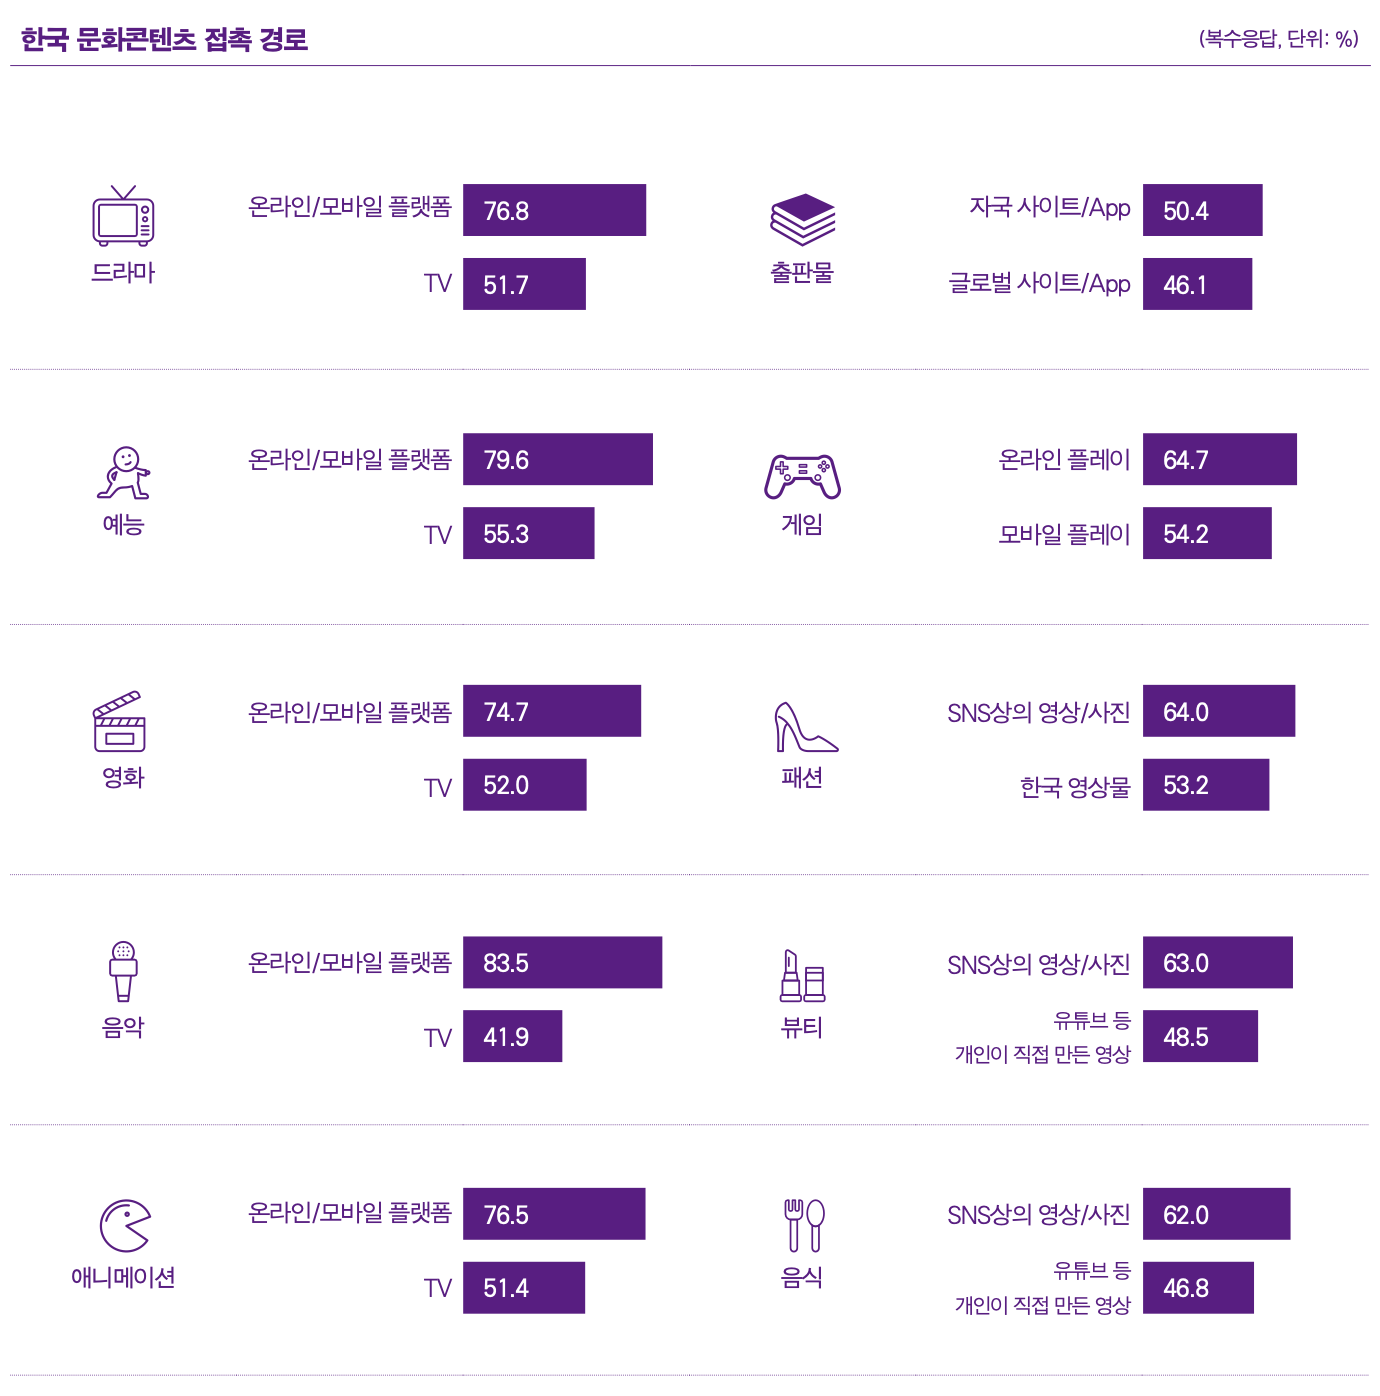 한국 문화콘텐츠 접촉 경로
(복수응답, 단위: %)
드라마
온라인/모바일 플랫폼 76.8
TV 51.7
출판물
자국 사이트/App 50.4
글로벌 사이트/App 46.1
예능
온라인/모바일 플랫폼 79.6
TV 55.3
게임
온라인 플레이 64.7
모바일 플레이 54.2
영화
온라인/모바일 플랫폼 74.7
TV 52.0
패션
SNS상의 영상/사진 64.0
한국 영상물 53.2
음악
온라인/모바일 플랫폼 83.5
TV 41.9
뷰티
SNS상의 영상/사진 63.0
유튜브 등
개인이 직접 만든 영상 48.5
애니메이션
온라인/모바일 플랫폼 76.5
TV 51.4
음식
SNS상의 영상/사진 62.0
유튜브 등
개인이 직접 만든 영상 46.8